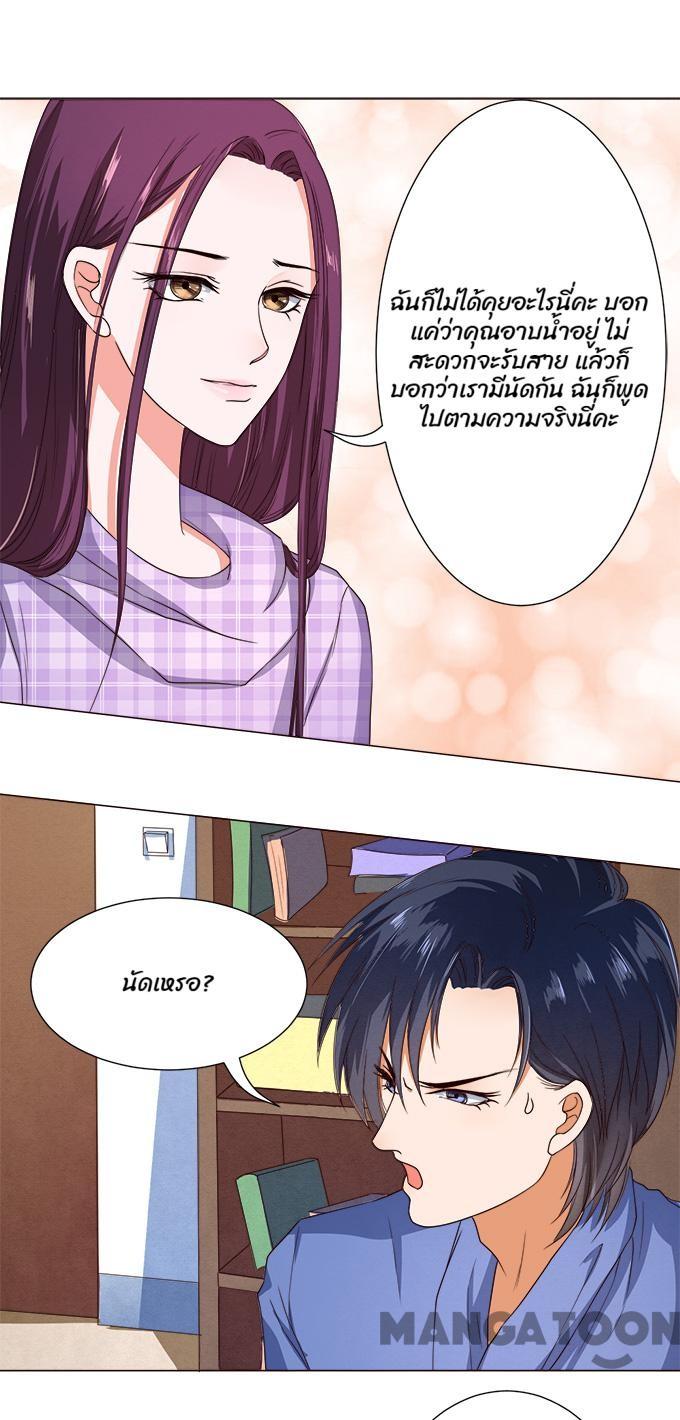 ฉันก็ไม่ได้คุยอะไรนี่คะ บอก
แค่ว่าคุณอาบน้ำอยู่ ไม่
สะดวกจะรับสาย แล้วก็
บอกว่าเรามีนัดกัน ฉันก็พูด
ไปตามความจริงนี่คะ
นัดเหรอ?
MANGATOON